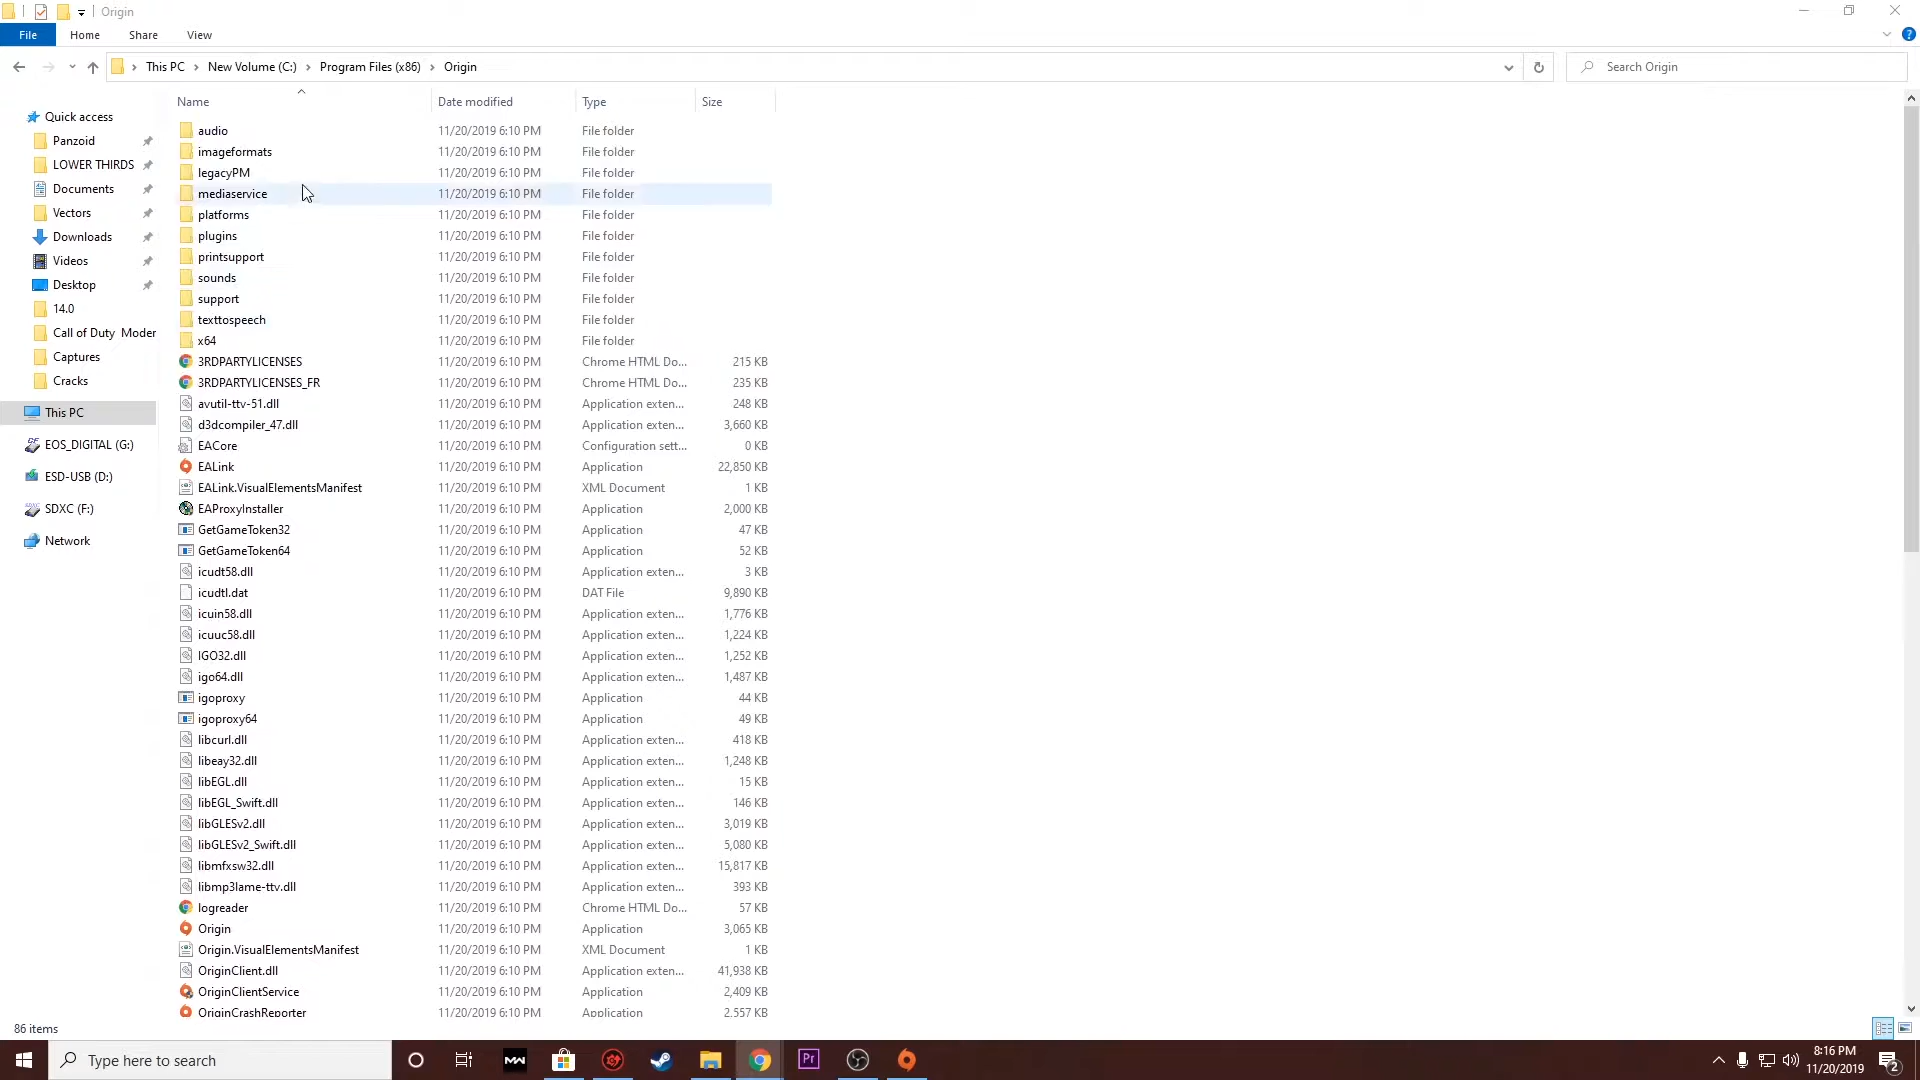 Origin
File Home Share View
This PC New Volume (C:) Program Files (x86) Origin Search Origin
Name Date modified Type Size
Quick access
Panzoid
LOWER THIRDS
Documents
Vectors
Downloads
Videos
Desktop
14.0
Call of Duty Moder
Captures
Cracks
This PC
EOS_DIGITAL (G:)
ESD-USB (D:)
SDXC (F:)
Network
audio 11/20/2019 6:10 PM File folder
imageformats 11/20/2019 6:10 PM File folder
legacyPM 11/20/2019 6:10 PM File folder
mediaservice 11/20/2019 6:10 PM File folder
platforms 11/20/2019 6:10 PM File folder
plugins 11/20/2019 6:10 PM File folder
printsupport 11/20/2019 6:10 PM File folder
sounds 11/20/2019 6:10 PM File folder
support 11/20/2019 6:10 PM File folder
texttospeech 11/20/2019 6:10 PM File folder
x64 11/20/2019 6:10 PM File folder
3RDPARTYLICENSES 11/20/2019 6:10 PM Chrome HTML Do... 215 KB
3RDPARTYLICENSES_FR 11/20/2019 6:10 PM Chrome HTML Do... 235 KB
avutil-ttv-51.dll 11/20/2019 6:10 PM Application exten... 248 KB
d3dcompiler_47.dll 11/20/2019 6:10 PM Application exten... 3,660 KB
EACore 11/20/2019 6:10 PM Configuration sett... 0 KB
EALink 11/20/2019 6:10 PM Application 22,850 KB
EALink.VisualElementsManifest 11/20/2019 6:10 PM XML Document 1 KB
EAProxyInstaller 11/20/2019 6:10 PM Application 2,000 KB
GetGameToken32 11/20/2019 6:10 PM Application 47 KB
GetGameToken64 11/20/2019 6:10 PM Application 52 KB
icudt58.dll 11/20/2019 6:10 PM Application exten... 3 KB
icudtl.dat 11/20/2019 6:10 PM DAT File 9,890 KB
icuin58.dll 11/20/2019 6:10 PM Application exten... 1,776 KB
icuuc58.dll 11/20/2019 6:10 PM Application exten... 1,224 KB
IGO32.dll 11/20/2019 6:10 PM Application exten... 1,252 KB
igo64.dll 11/20/2019 6:10 PM Application exten... 1,487 KB
igoproxy 11/20/2019 6:10 PM Application 44 KB
igoproxy64 11/20/2019 6:10 PM Application 49 KB
libcurl.dll 11/20/2019 6:10 PM Application exten... 418 KB
libeay32.dll 11/20/2019 6:10 PM Application exten... 1,248 KB
libEGL.dll 11/20/2019 6:10 PM Application exten... 15 KB
libEGL_Swift.dll 11/20/2019 6:10 PM Application exten... 146 KB
libGLESv2.dll 11/20/2019 6:10 PM Application exten... 3,019 KB
libGLESv2_Swift.dll 11/20/2019 6:10 PM Application exten... 5,080 KB
libmfxsw32.dll 11/20/2019 6:10 PM Application exten... 15,817 KB
libmp3lame-ttv.dll 11/20/2019 6:10 PM Application exten... 393 KB
logreader 11/20/2019 6:10 PM Chrome HTML Do... 57 KB
Origin 11/20/2019 6:10 PM Application 3,065 KB
Origin.VisualElementsManifest 11/20/2019 6:10 PM XML Document 1 KB
OriginClient.dll 11/20/2019 6:10 PM Application exten... 41,938 KB
OriginClientService 11/20/2019 6:10 PM Application 2,409 KB
OriginCrashReporter 11/20/2019 6:10 PM Application 2,557 KB
86 items
Type here to search
MW
Pr
8:16 PM
11/20/2019
2